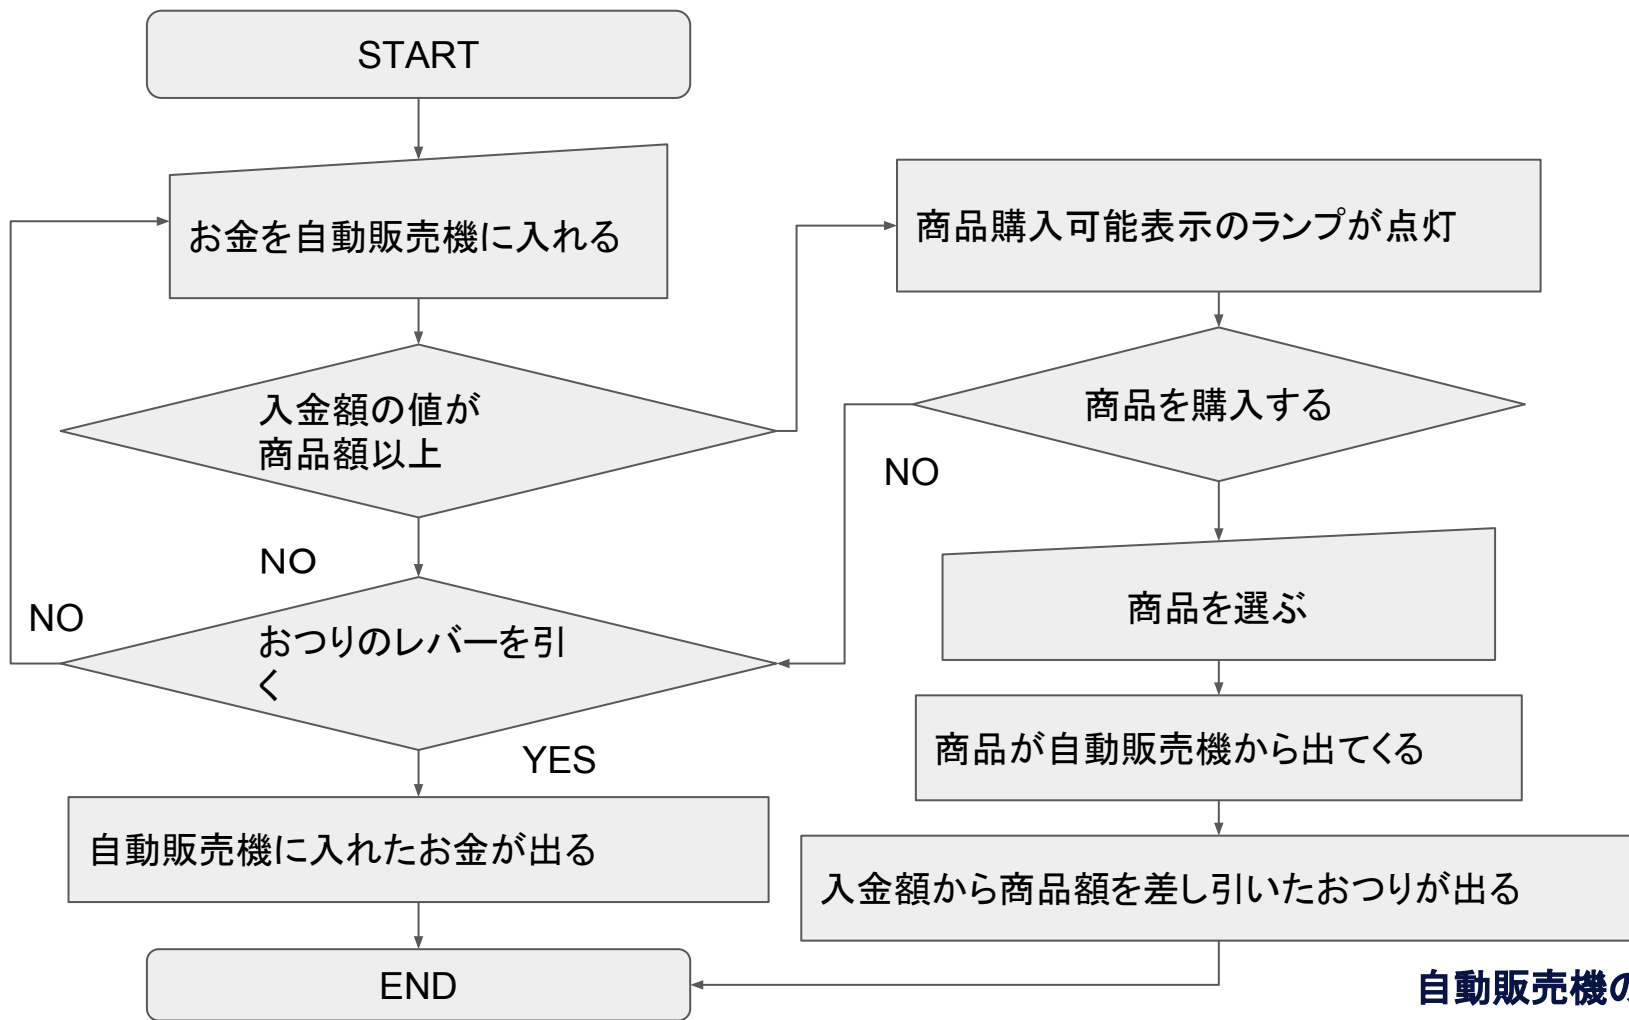 START
お金を自動販売機に入れる
入金額の値が
商品額以上
NO
NO
おつりのレバーを引
く
YES
自動販売機に入れたお金が出る
END
商品購入可能表示のランプが点灯
商品を購入する
NO
商品を選ぶ
商品が自動販売機から出てくる
入金額から商品額を差し引いたおつりが出る
自動販売機の